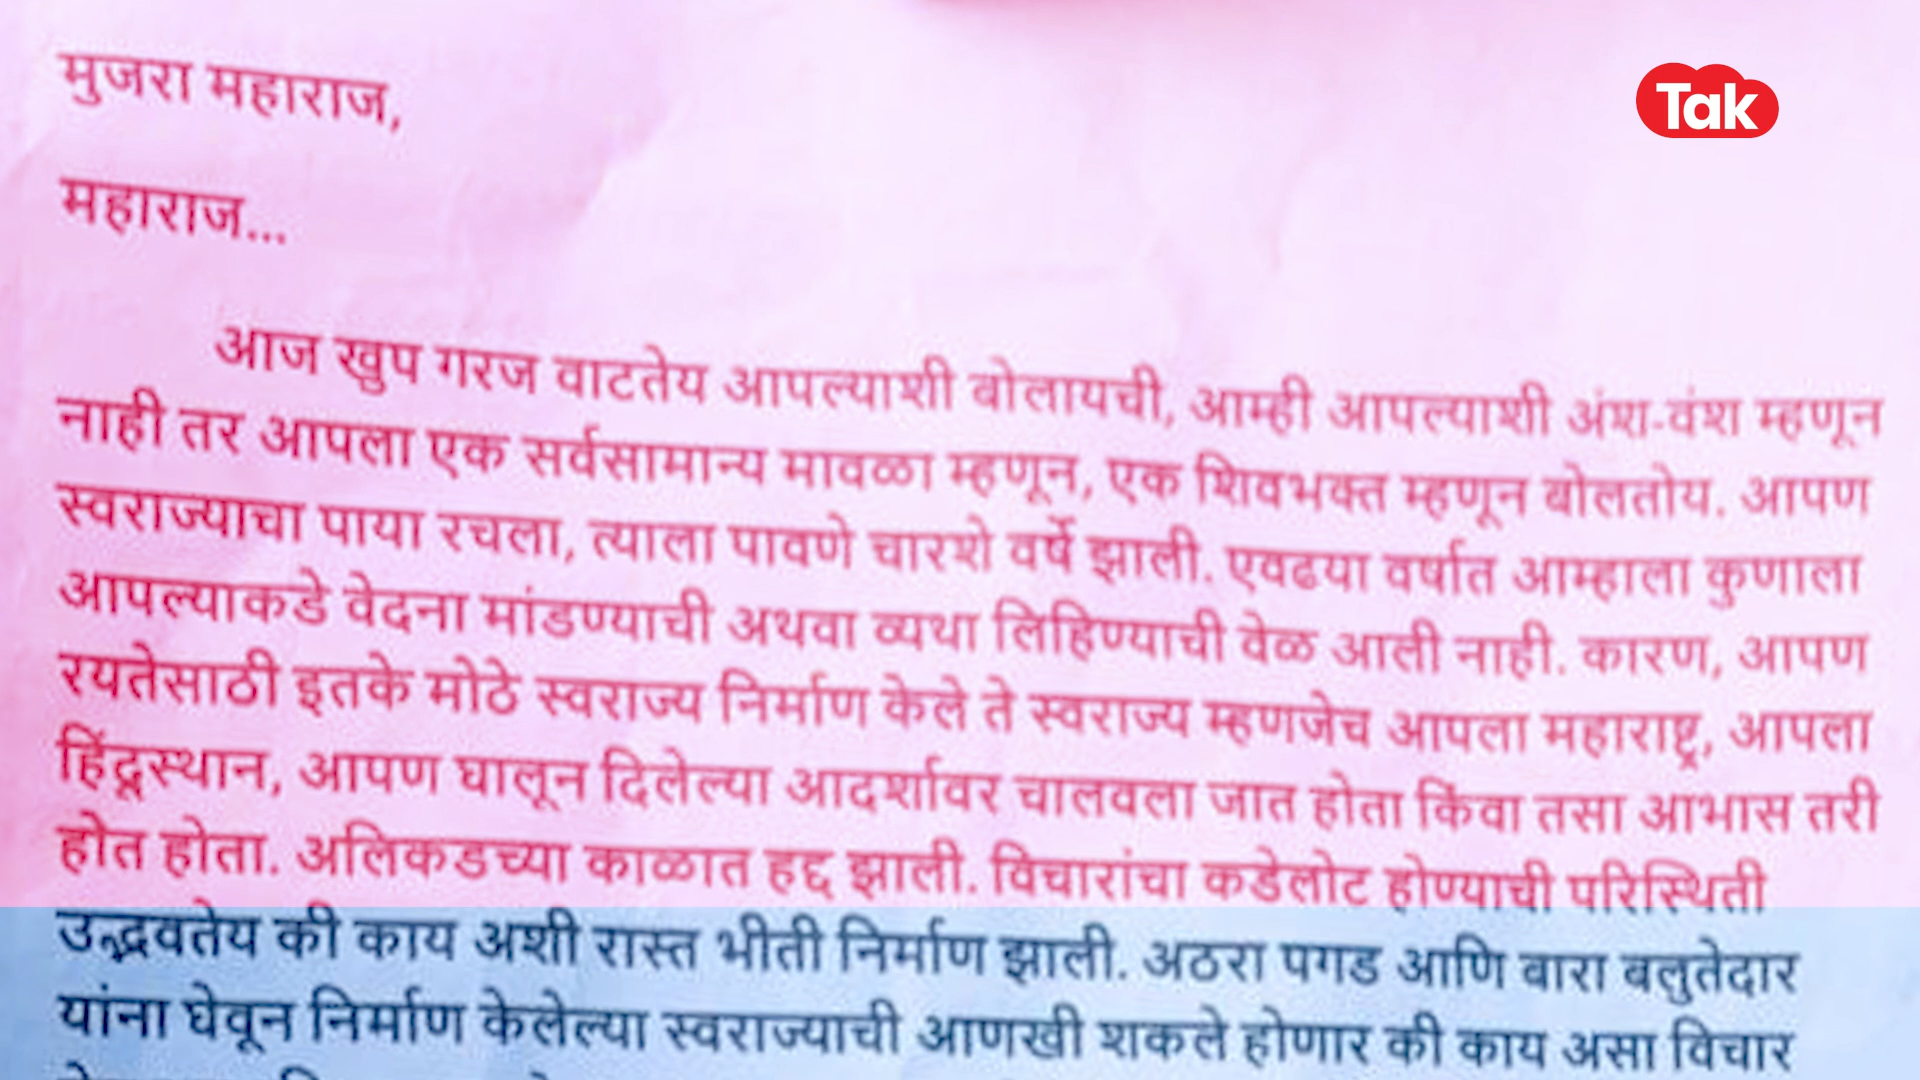 Tak
मुजरा महाराज,
महाराज...
आज खुप गरज वाटतेय आपल्याशी बोलायची, आम्ही आपल्याशी अंश-वंश म्हणून
नाही तर आपला एक सर्वसामान्य मावळा म्हणून, एक शिवभक्त म्हणून बोलतोय. आपण
स्वराज्याचा पाया रचला, त्याला पावणे चारशे वर्षे झाली. एवढया वर्षात आम्हाला कुणाला
आपल्याकडे वेदना मांडण्याची अथवा व्यथा लिहिण्याची वेळ आली नाही. कारण, आपण
रयतेसाठी इतके मोठे स्वराज्य निर्माण केले ते स्वराज्य म्हणजेच आपला महाराष्ट्र, आपला
हिंदूस्थान, आपण घालून दिलेल्या आदर्शावर चालवला जात होता किंवा तसा आभास तरी
होत होता. अलिकडच्या काळात हद्द झाली. विचारांचा कडेलोट होण्याची परिस्थिती
उद्भवतेय की काय अशी रास्त भीती निर्माण झाली. अठरा पगड आणि बारा बलुतेदार
यांना घेवून निर्माण केलेल्या स्वराज्याची आणखी शकले होणार की काय असा विचार